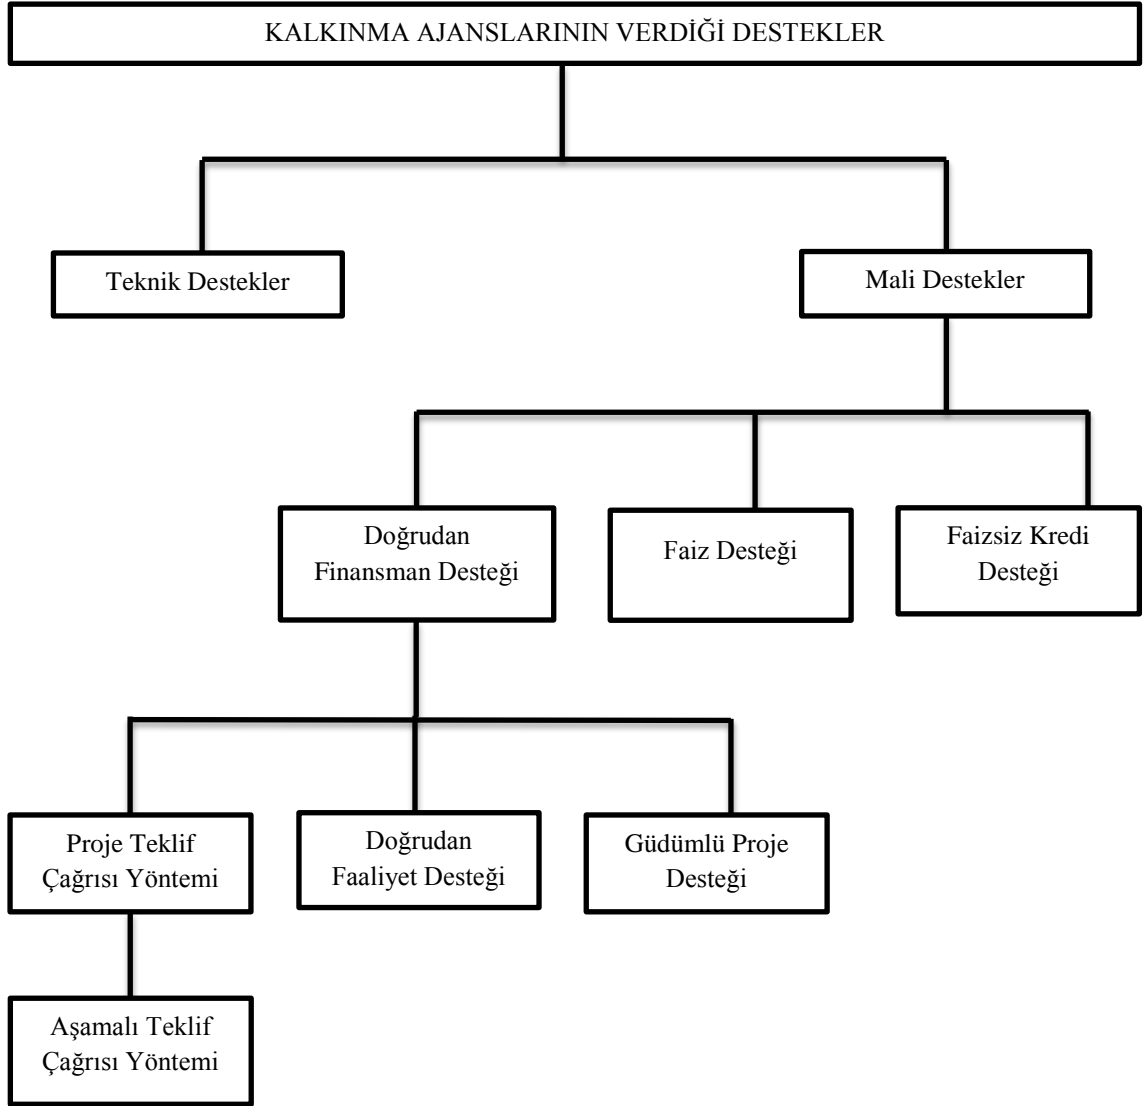 KALKINMA AJANSLARININ VERDİĞİ DESTEKLER
Teknik Destekler
Mali Destekler
Doğrudan
Finansman Desteği
Faiz Desteği
Faizsiz Kredi
Desteği
Proje Teklif
Çağrısı Yöntemi
Doğrudan
Faaliyet Desteği
Güdümlü Proje
Desteği
Aşamalı Teklif
Çağrısı Yöntemi